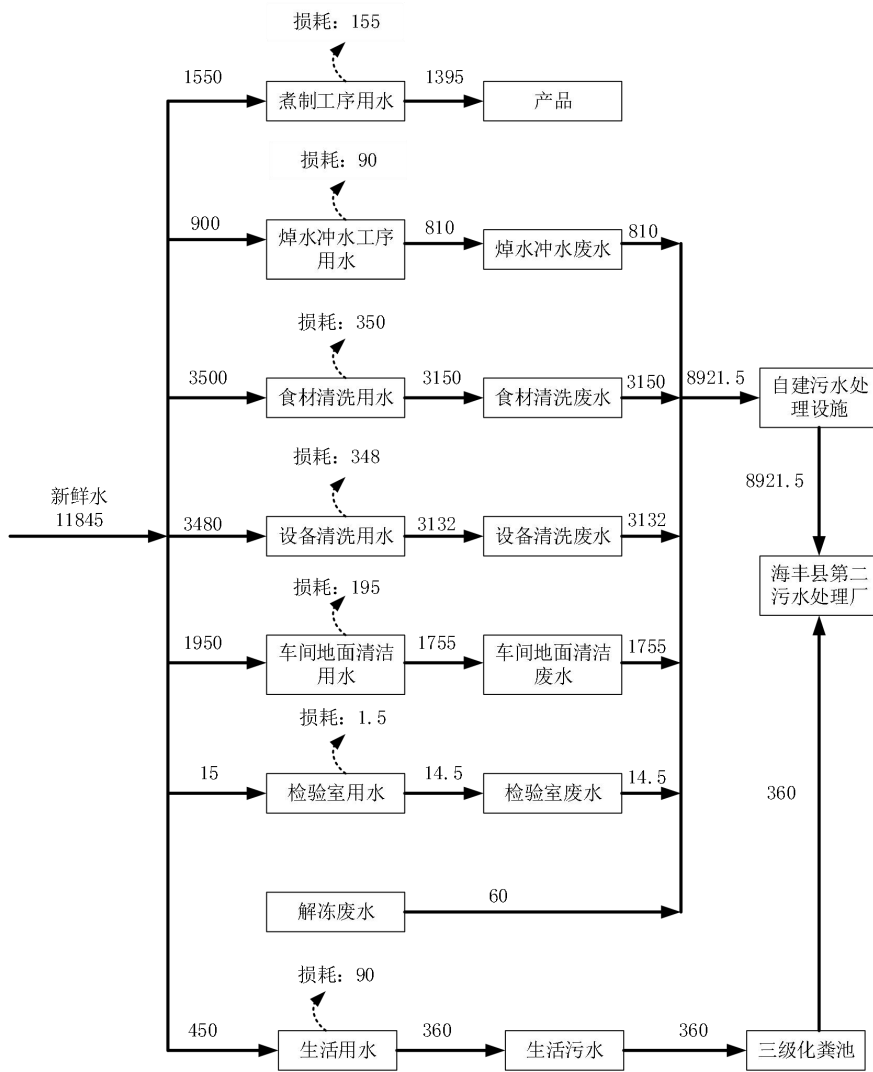 损耗：155
1550
煮制工序用水
1395
产品
损耗：90
900
焯水冲水工序
用水
810
焯水冲水废水
810
损耗：350
3500
食材清洗用水
3150
食材清洗废水
3150
8921.5
自建污水处
理设施
8921.5
损耗：348
新鲜水
11845
3480
设备清洗用水
3132
设备清洗废水
3132
海丰县第二
污水处理厂
损耗：195
1950
车间地面清洁
用水
1755
车间地面清洁
废水
1755
损耗：1.5
15
检验室用水
14.5
检验室废水
14.5
360
解冻废水
60
损耗：90
450
生活用水
360
生活污水
360
三级化粪池